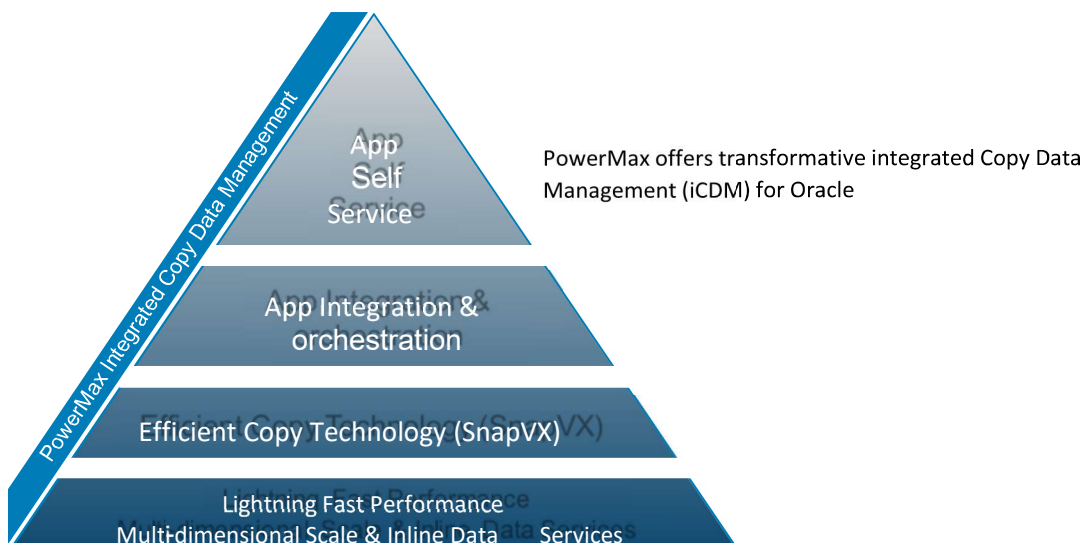 PowerMax Integrated Copy Data Management
App
Self
Service
PowerMax offers transformative integrated Copy Data
Management (iCDM) for Oracle
App Integration &
orchestration
Efficient Copy Technology (SnapVX)
Lightning Fast Performance
Multi-dimensional Scale & Inline Data Services